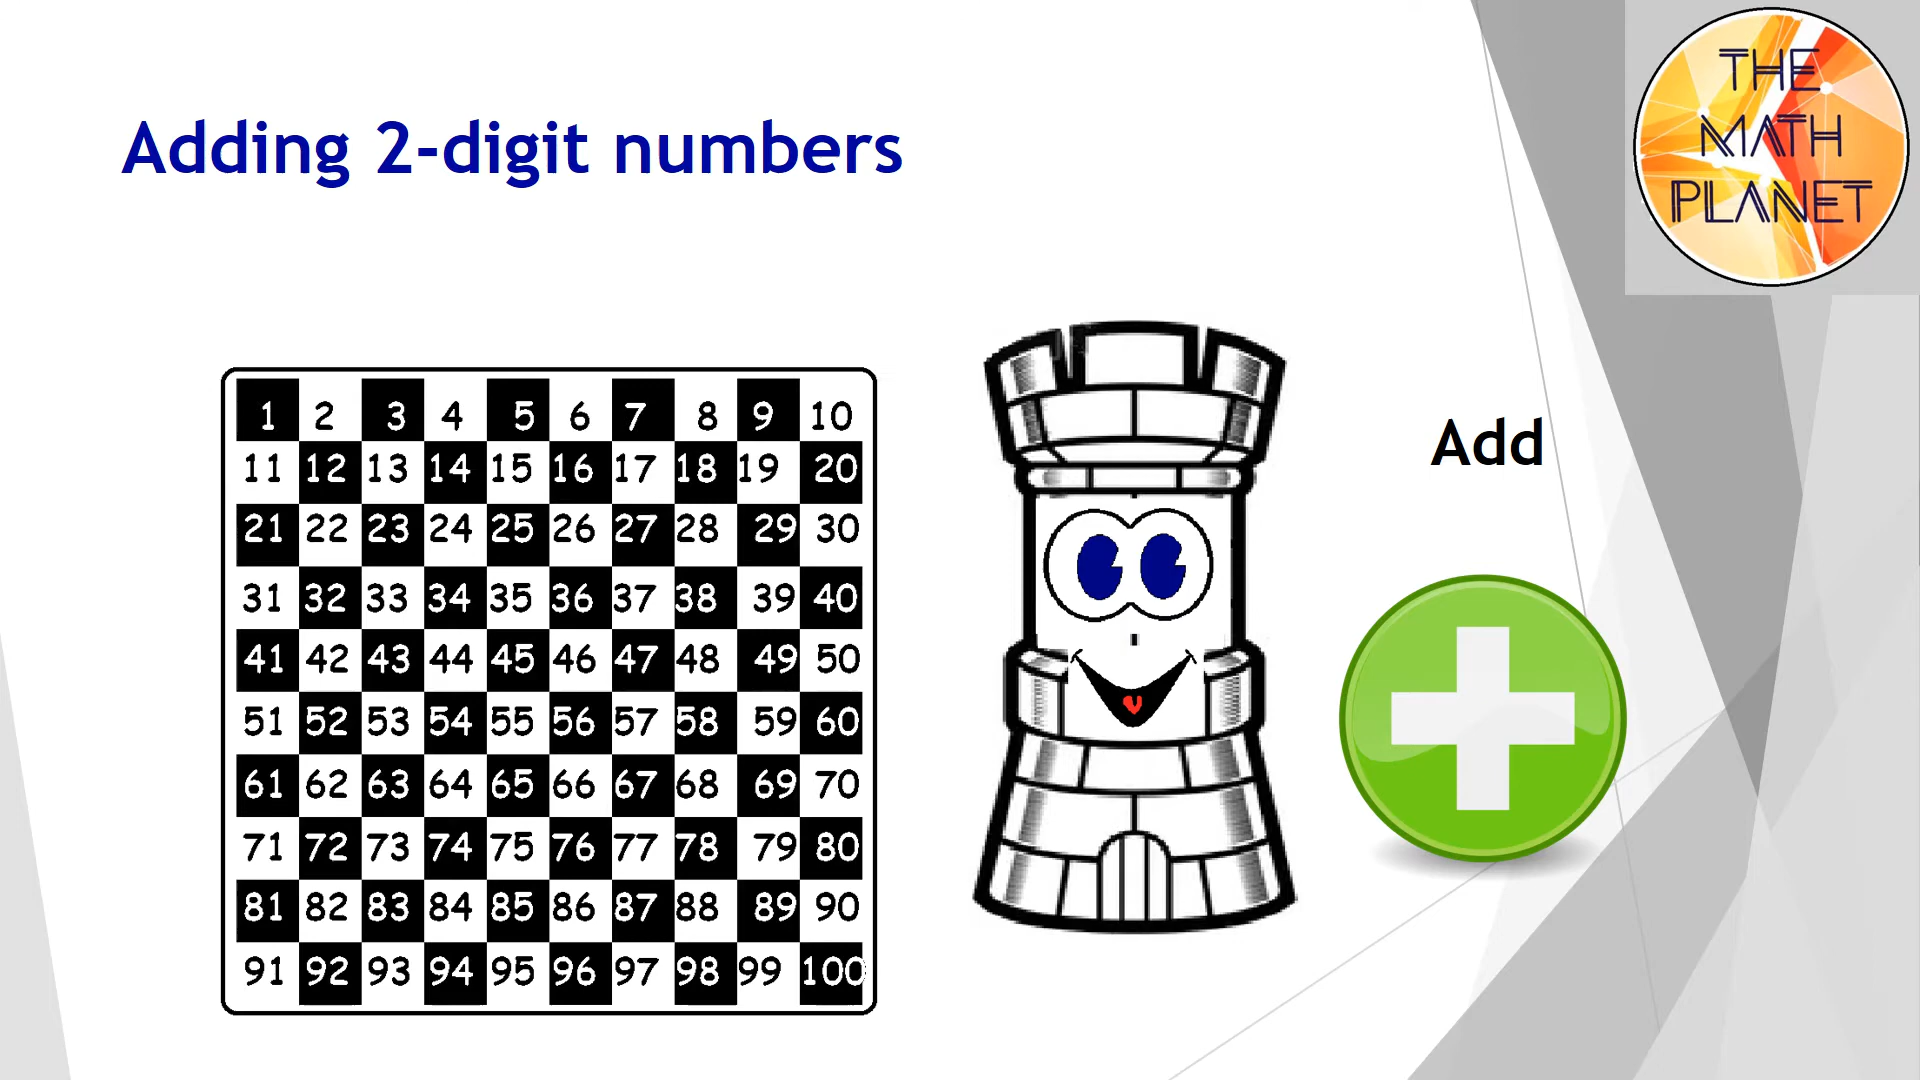 THE
MATH
PLANET
Adding 2-digit numbers
1 2 3 4 5 6 7 8 9 10
11 12 13 14 15 16 17 18 19 20
21 22 23 24 25 26 27 28 29 30
31 32 33 34 35 36 37 38 39 40
41 42 43 44 45 46 47 48 49 50
51 52 53 54 55 56 57 58 59 60
61 62 63 64 65 66 67 68 69 70
71 72 73 74 75 76 77 78 79 80
81 82 83 84 85 86 87 88 89 90
91 92 93 94 95 96 97 98 99 100
Add